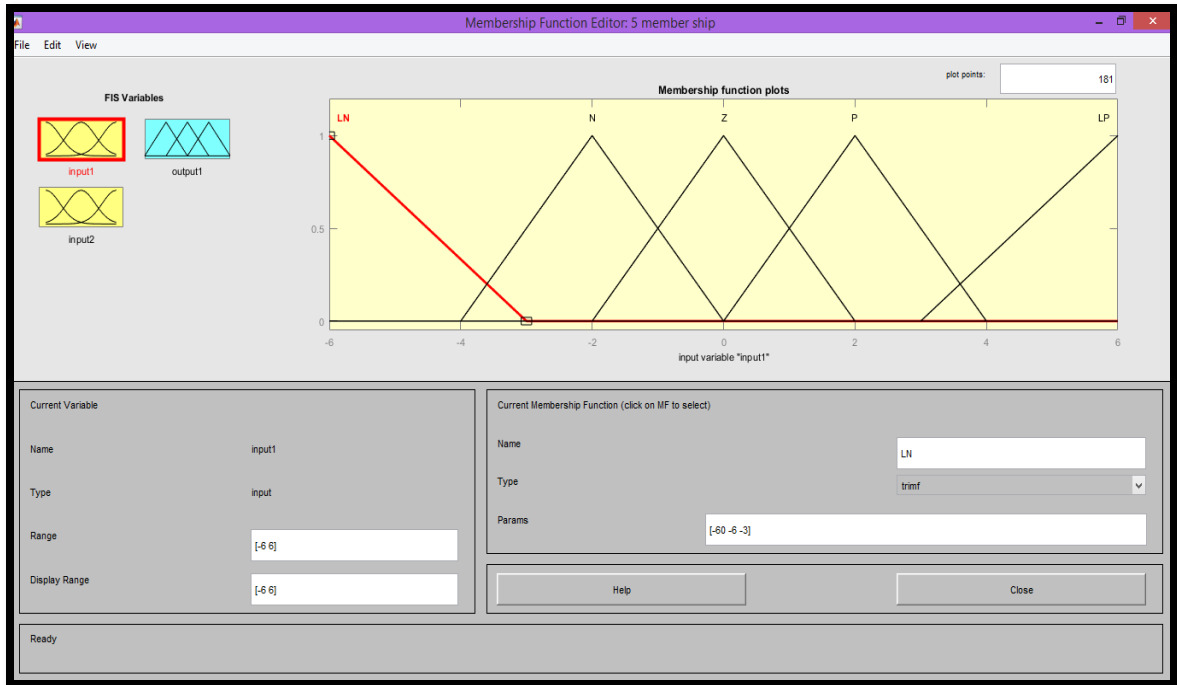 Membership Function Editor: 5 member ship
File Edit View
FIS Variables
input1
output1
input2
plot points:
181
Membership function plots
LN N Z P LP
1
0.5
0
-6 -4 -2 0 2 4 6
input variable "input1"
Current Variable
Name input1
Type input
Range [-6 6]
Display Range [-6 6]
Current Membership Function (click on MF to select)
Name LN
Type trimf
Params [-60 -6 -3]
Help Close
Ready